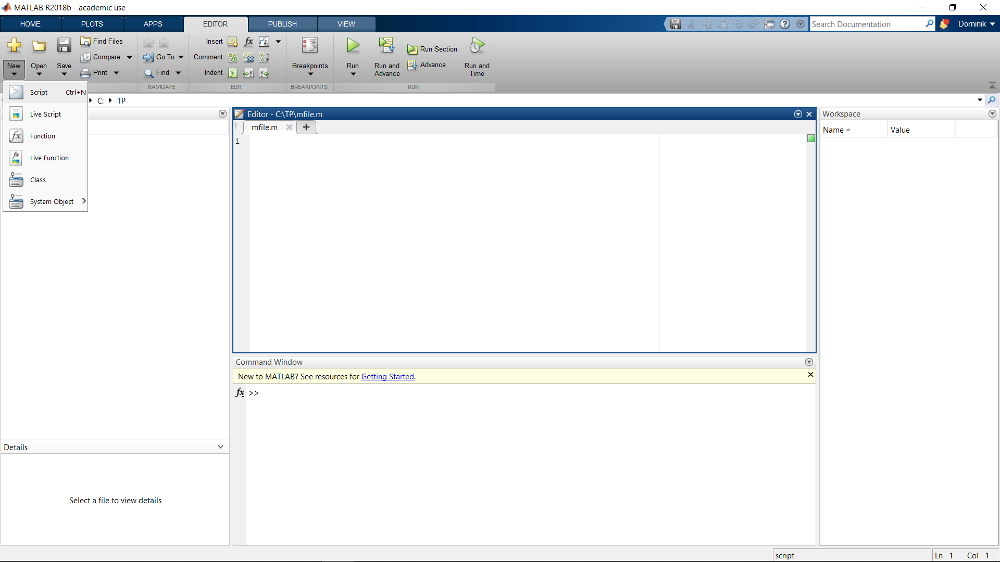 MATLAB R2018b - academic use
HOME PLOTS APPS EDITOR PUBLISH VIEW Search Documentation Dominik
New Open Save Find Files Compare Print
Go To Find NAVIGATE
Insert Comment Indent EDIT
Breakpoints BREAKPOINTS
Run Run and Advance Run Section Advance Run and Time RUN
C: TP
Script Ctrl+N
Live Script
Function
Live Function
Class
System Object
Editor - C:\TP\mfile.m
mfile.m
1
Workspace
Name Value
Command Window
New to MATLAB? See resources for Getting Started.
fx >>
Details
Select a file to view details
script Ln 1 Col 1